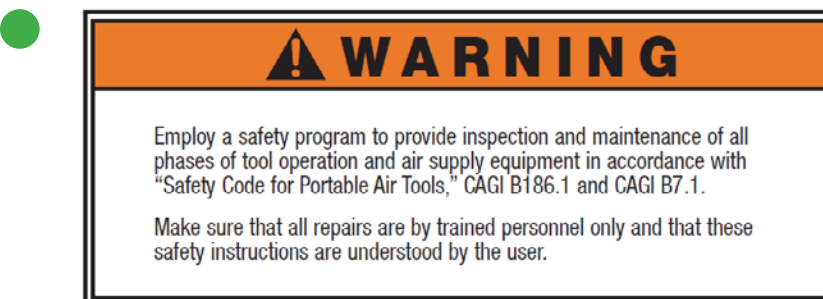 WARNING
Employ a safety program to provide inspection and maintenance of all
phases of tool operation and air supply equipment in accordance with
“Safety Code for Portable Air Tools,” CAGI B186.1 and CAGI B7.1.
Make sure that all repairs are by trained personnel only and that these
safety instructions are understood by the user.